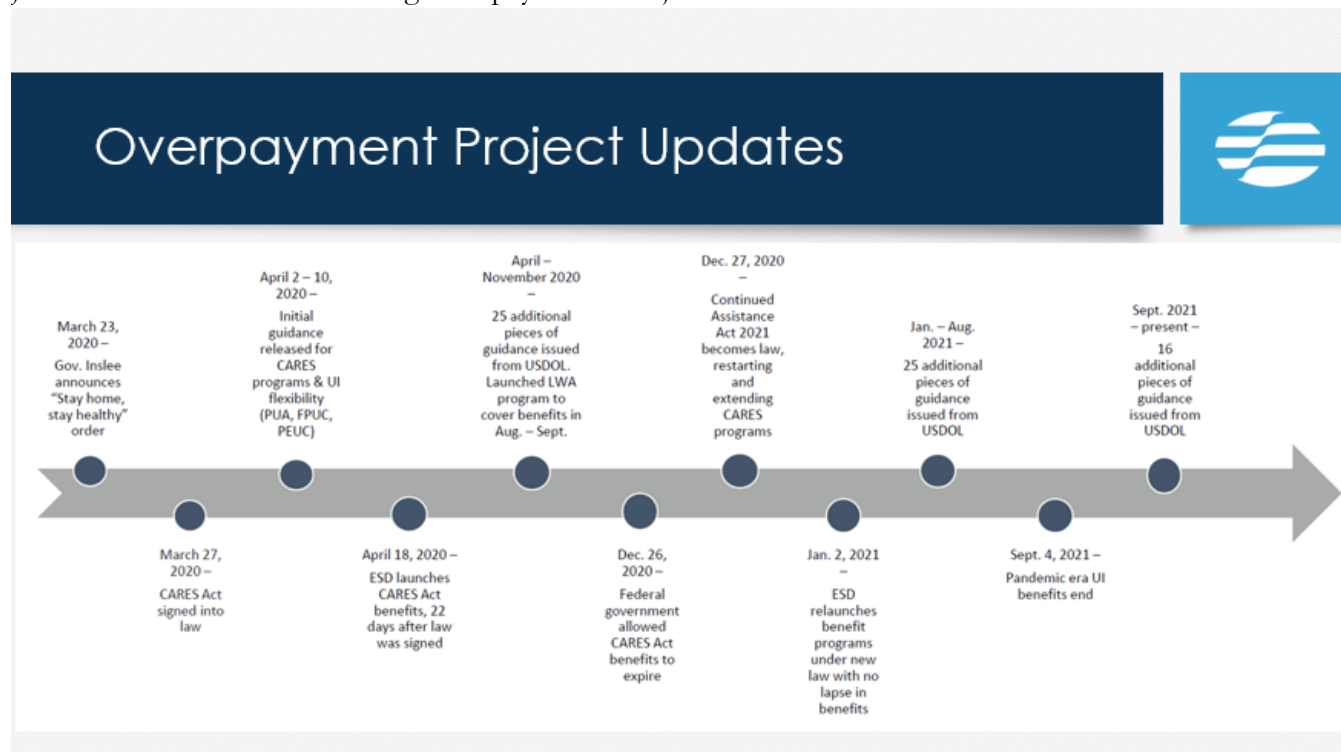 Overpayment Project Updates
March 23,
2020 –
Gov. Inslee
announces
“Stay home,
stay healthy”
order
March 27,
2020 –
CARES Act
signed into
law
April 2 – 10,
2020 –
Initial
guidance
released for
CARES
programs & UI
flexibility
(PUA, FPUC,
PEUC)
April 18, 2020 –
ESD launches
CARES Act
benefits, 22
days after law
was signed
April –
November 2020
–
25 additional
pieces of
guidance issued
from USDOL.
Launched LWA
program to
cover benefits in
Aug. – Sept.
Dec. 26,
2020 –
Federal
government
allowed
CARES Act
benefits to
expire
Dec. 27, 2020
–
Continued
Assistance
Act 2021
becomes law,
restarting
and
extending
CARES
programs
Jan. 2, 2021
–
ESD
relaunches
benefit
programs
under new
law with no
lapse in
benefits
Jan. – Aug.
2021 –
25 additional
pieces of
guidance
issued from
USDOL
Sept. 4, 2021 –
Pandemic era UI
benefits end
Sept. 2021
– present –
16
additional
pieces of
guidance
issued from
USDOL